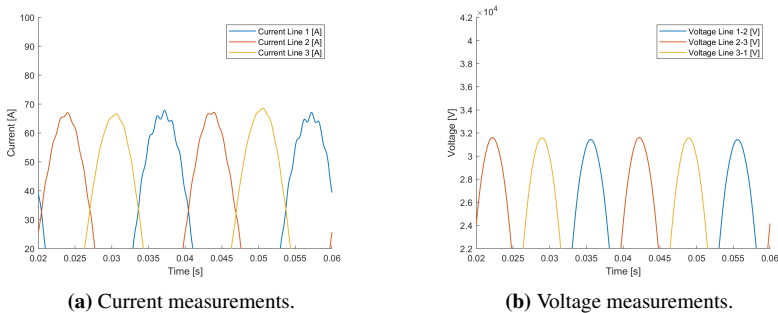 Current Line 1 [A]
Current Line 2 [A]
Current Line 3 [A]
100
90
80
70
60
50
40
30
20
Current [A]
0.02 0.025 0.03 0.035 0.04 0.045 0.05 0.055 0.06
Time [s]
(a) Current measurements.
×10⁴
Voltage Line 1-2 [V]
Voltage Line 2-3 [V]
Voltage Line 3-1 [V]
4.2
4
3.8
3.6
3.4
3.2
3
2.8
2.6
2.4
2.2
Voltage [V]
0.02 0.025 0.03 0.035 0.04 0.045 0.05 0.055 0.06
Time [s]
(b) Voltage measurements.